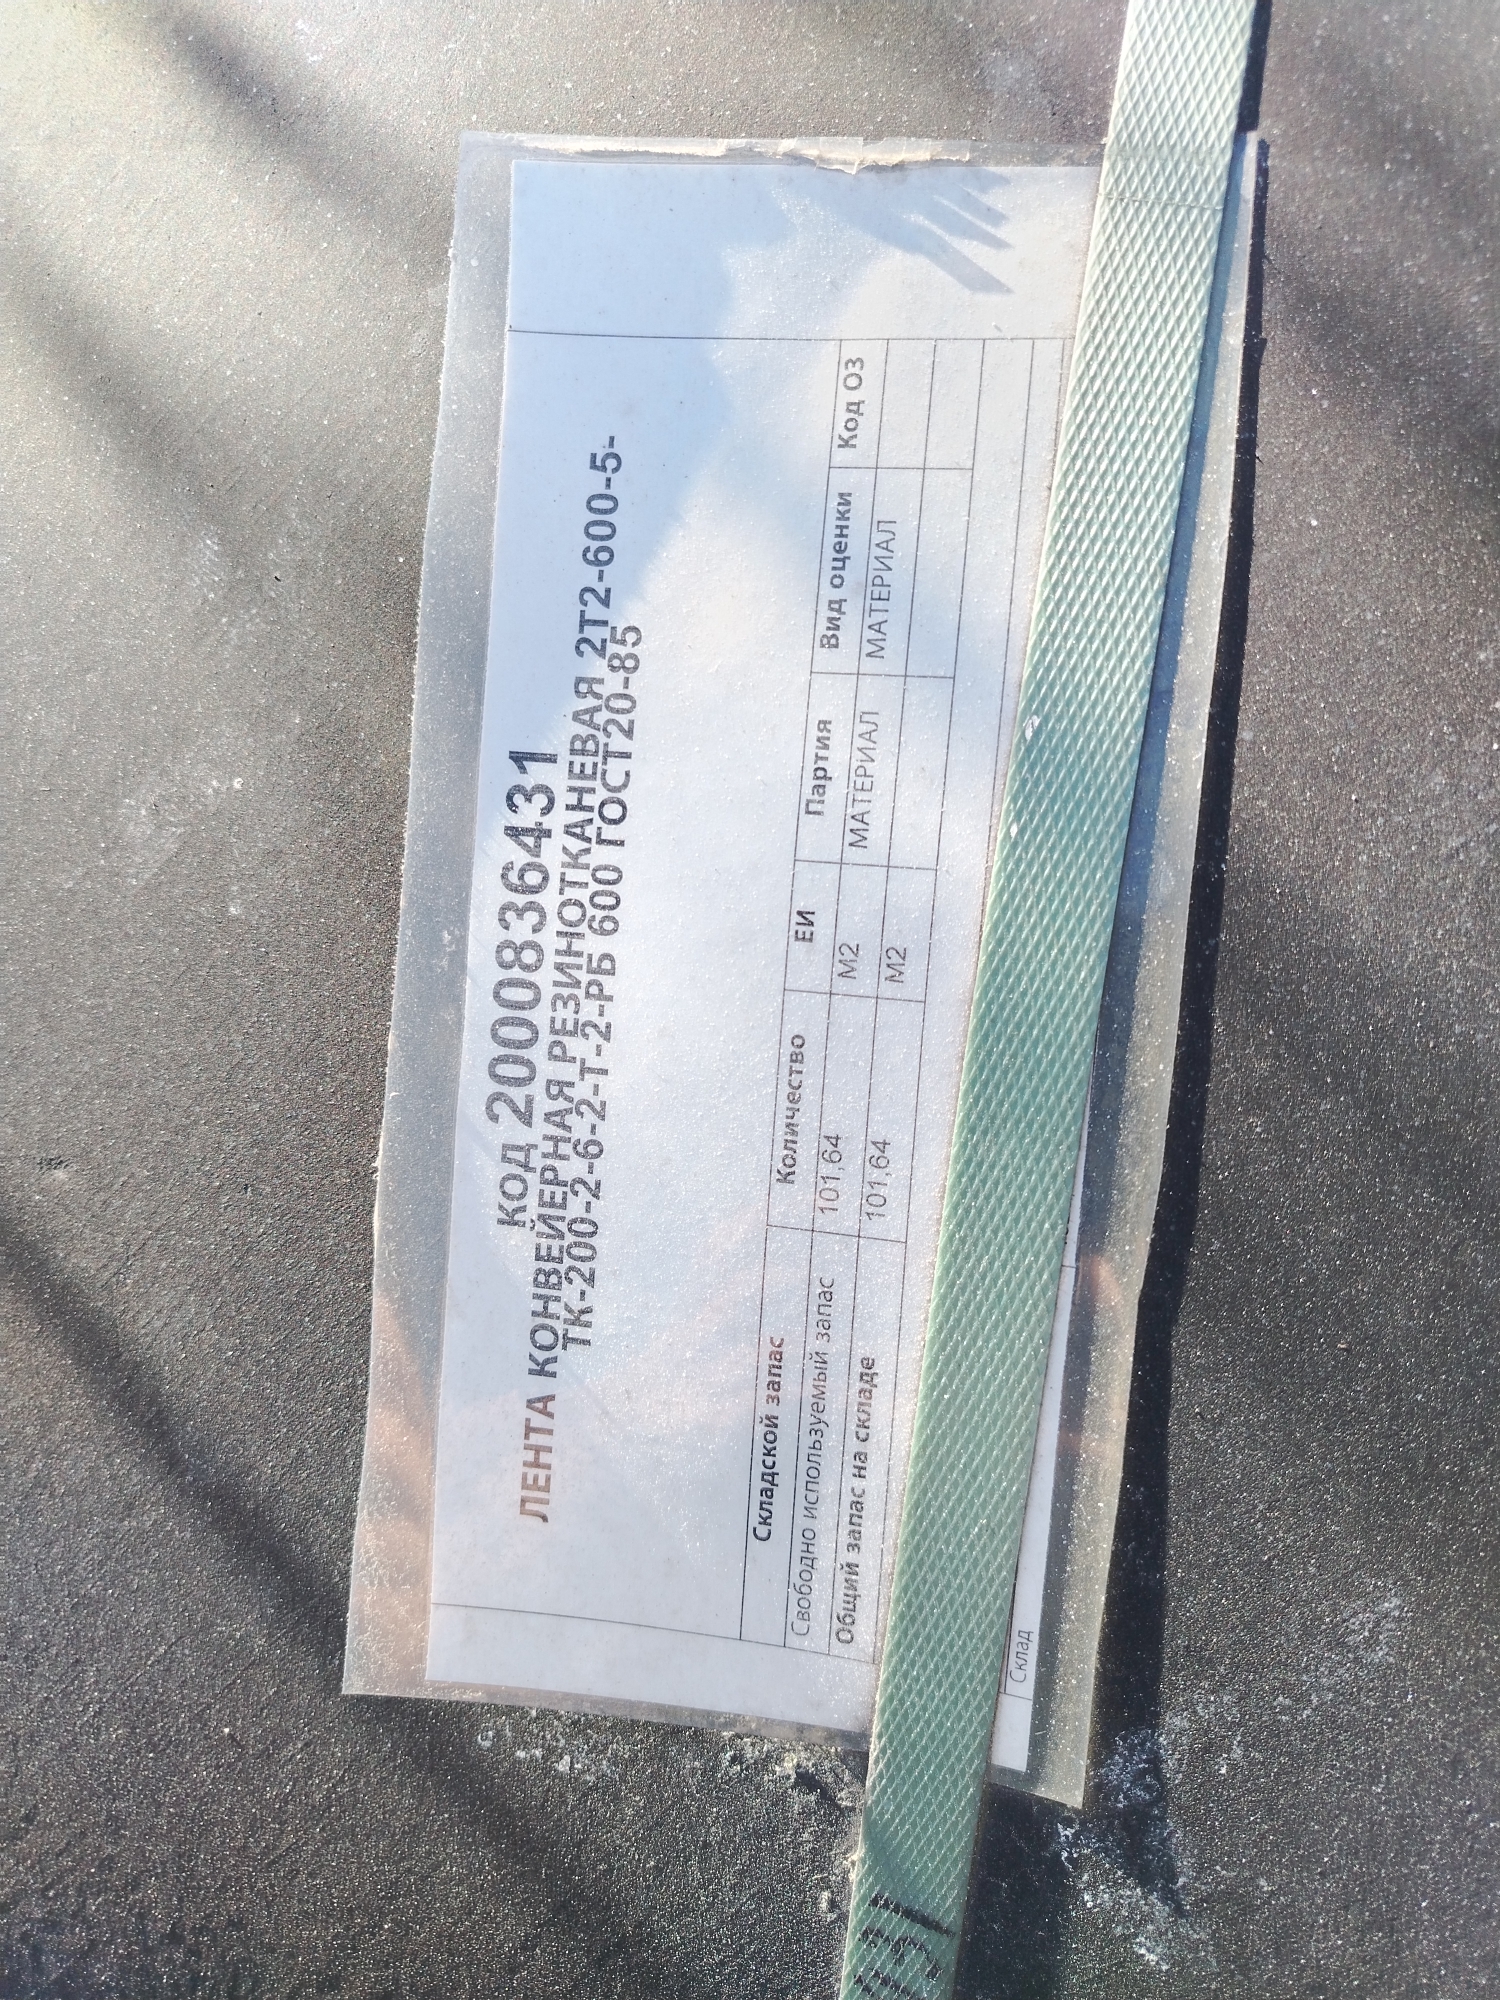 Код 2000836431
ЛЕНТА КОНВЕЙЕРНАЯ РЕЗИНОТКАНЕВАЯ 2Т2-600-5-
ТК-200-2-6-2-Т-2-РБ 600 ГОСТ20-85
Складской запас Количество ЕИ Партия Вид оценки Код ОЗ
Свободно используемый запас 101,64 М2 МАТЕРИАЛ МАТЕРИАЛ
Общий запас на складе 101,64 М2
Склад